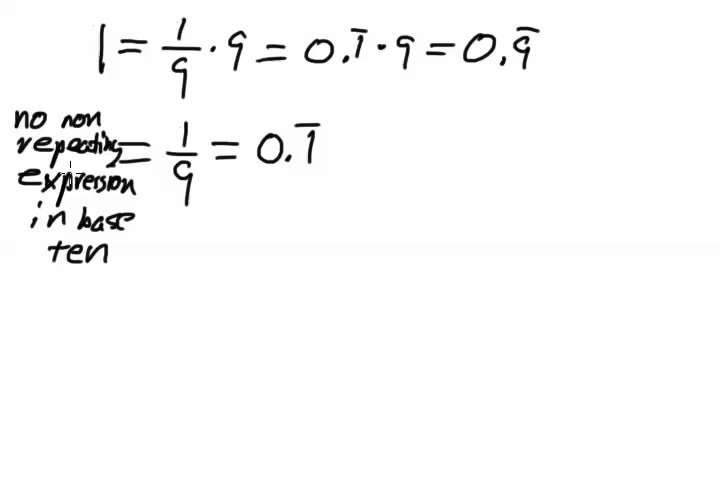 1 = 1/9 · 9 = 0.1̅ · 9 = 0.9̅
no non
repeating = 1/9 = 0.1̅
expression
in base
ten